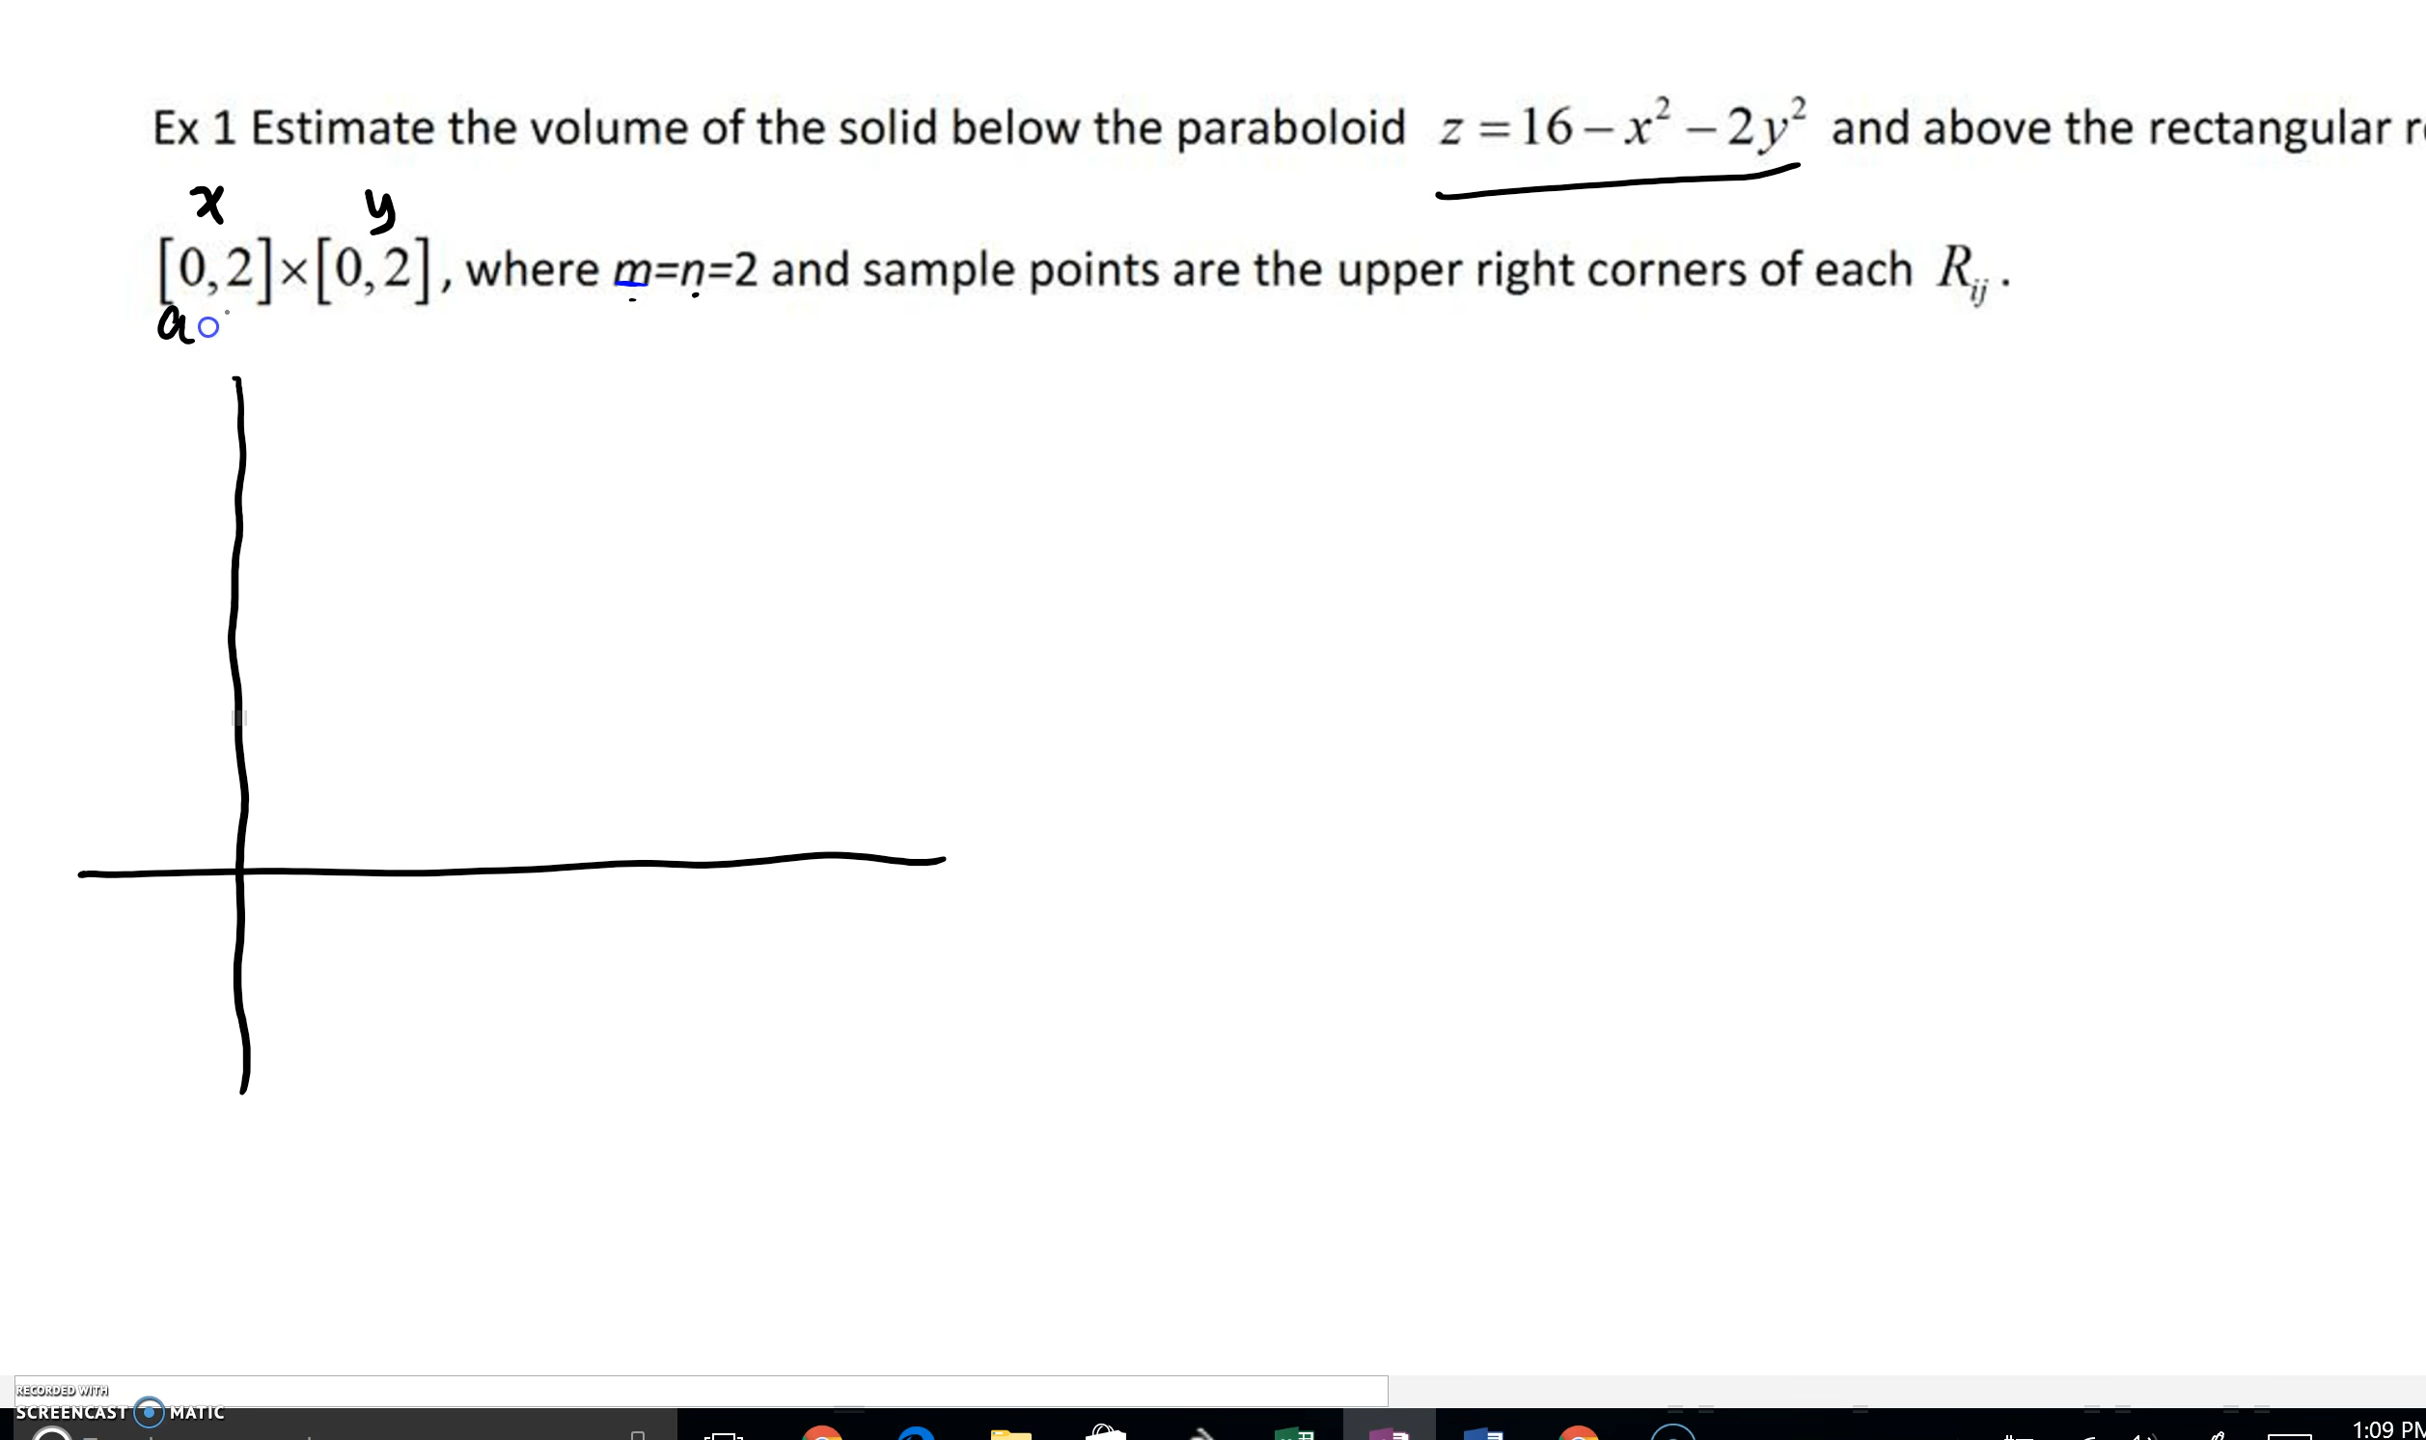 Ex 1 Estimate the volume of the solid below the paraboloid z = 16 − x² − 2y² and above the rectangular
x y
[0,2]×[0,2], where m=n=2 and sample points are the upper right corners of each Rᵢⱼ.
a
RECORDED WITH
SCREENCAST MATIC
1:09 PM